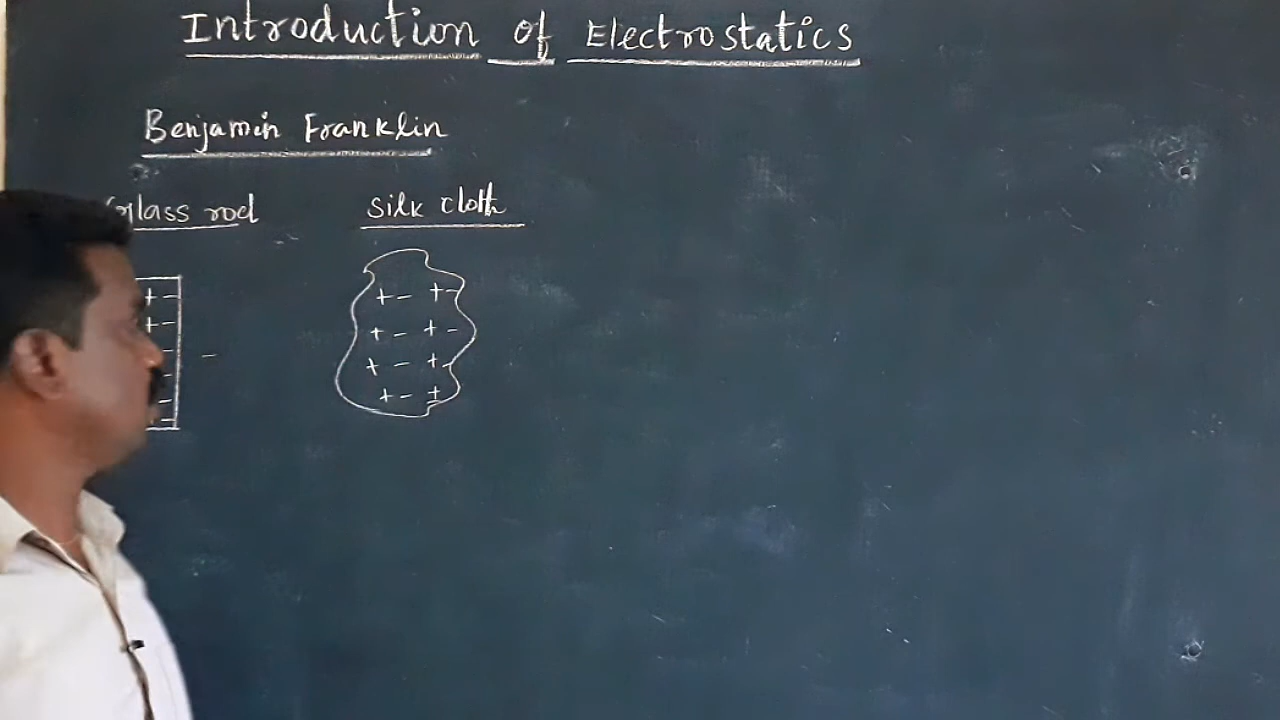 Introduction of Electrostatics
Benjamin Franklin
Glass rod silk cloth
+ - + - + -
+ - + - + -
- + - + -
+ - +